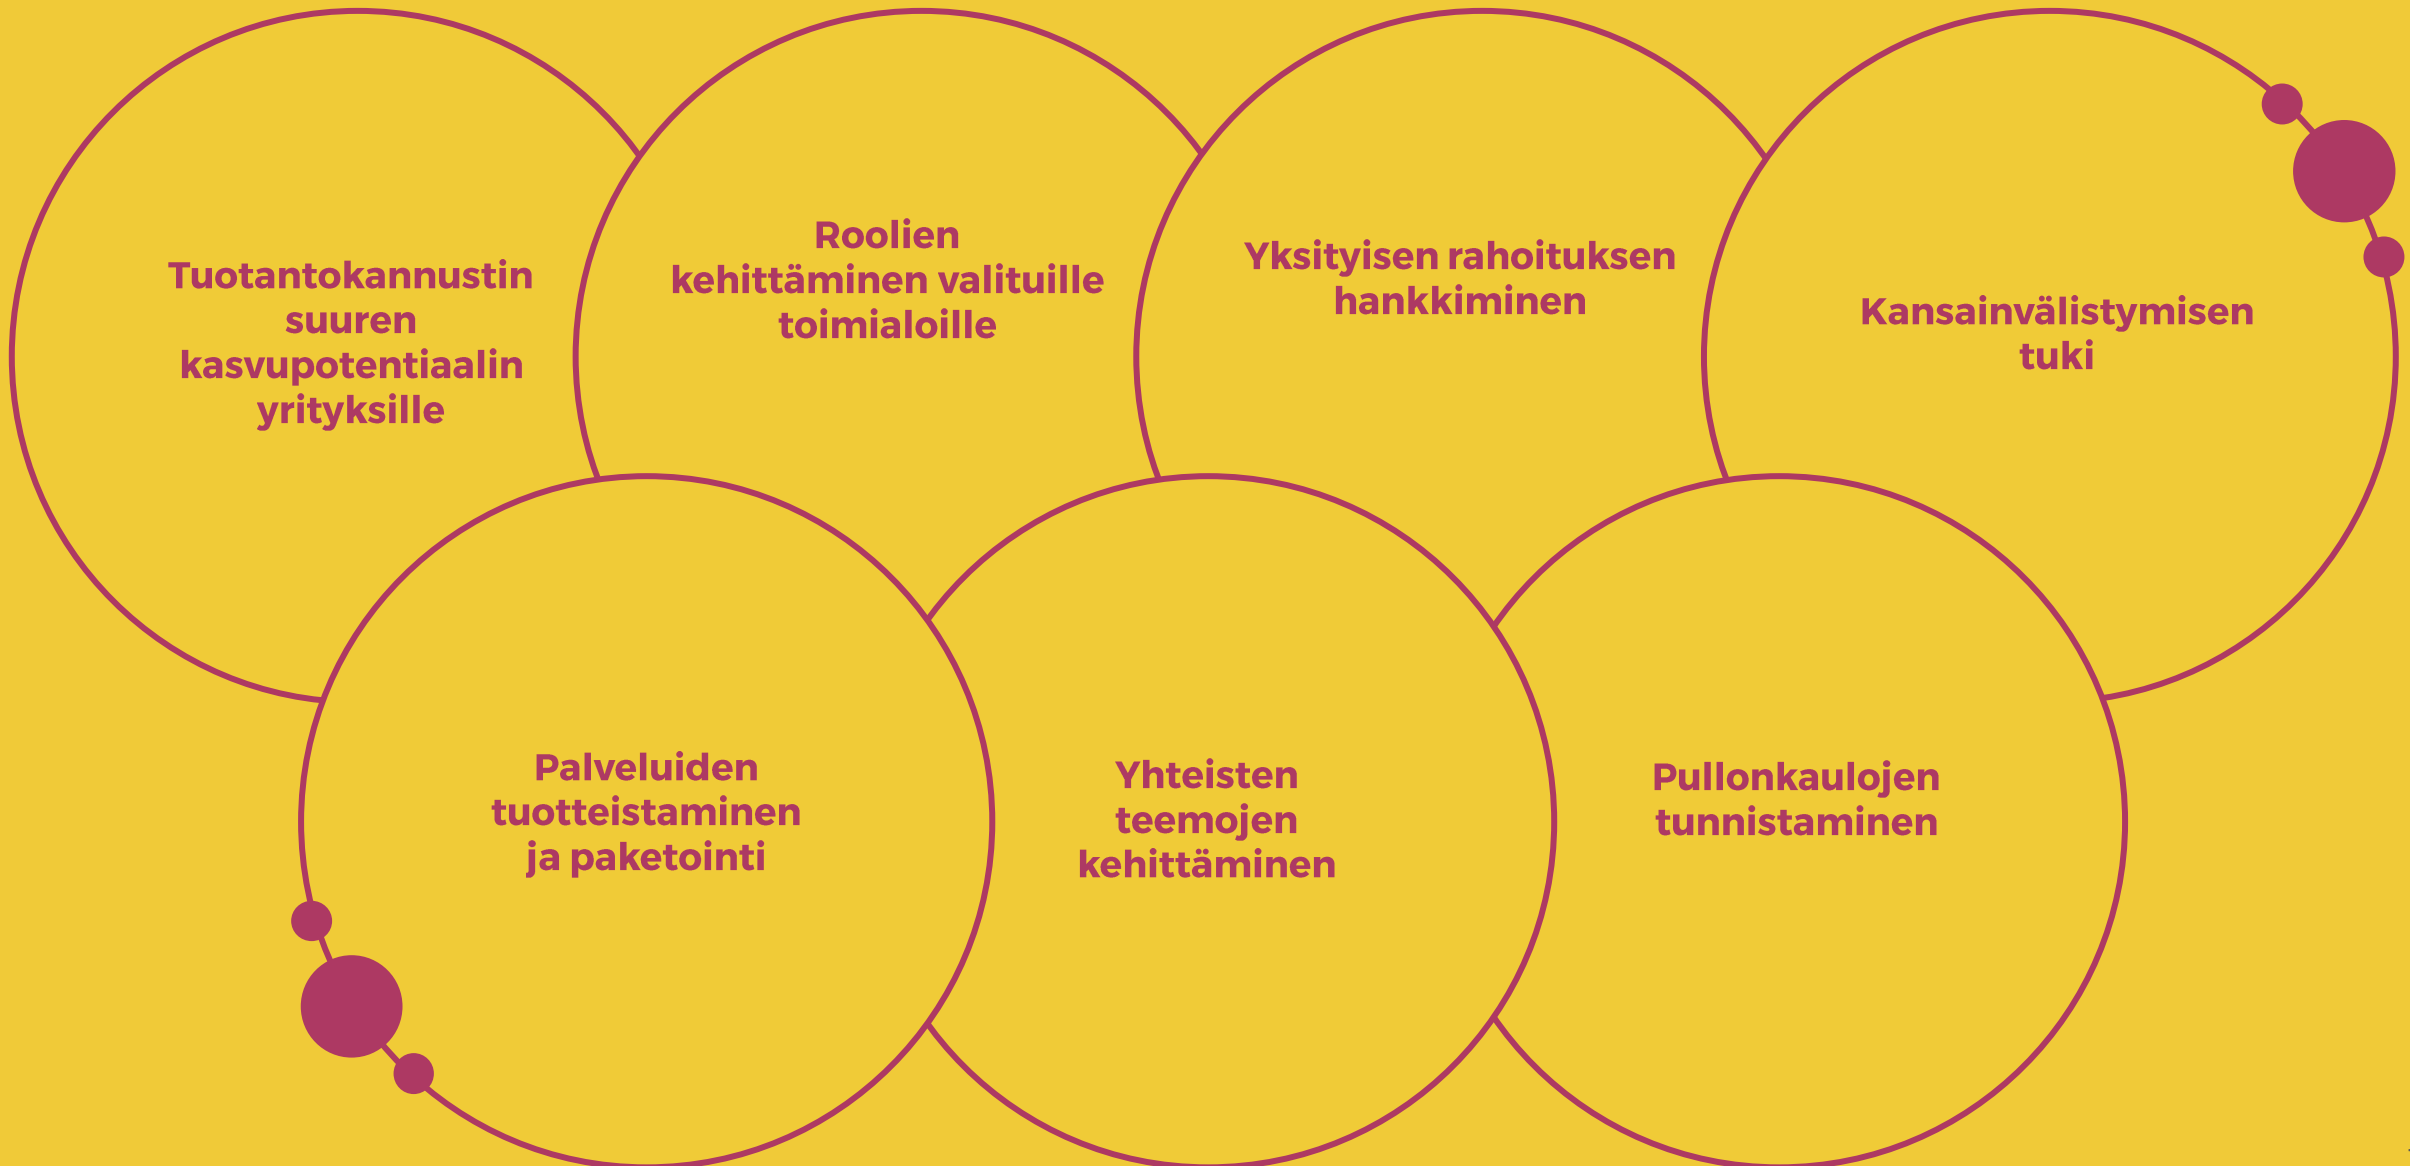 Tuotantokannustin
suuren
kasvupotentiaalin
yrityksille
Roolien
kehittäminen valituille
toimialoille
Yksityisen rahoituksen
hankkiminen
Kansainvälistymisen
tuki
Palveluiden
tuotteistaminen
ja paketointi
Yhteisten
teemojen
kehittäminen
Pullonkaulojen
tunnistaminen